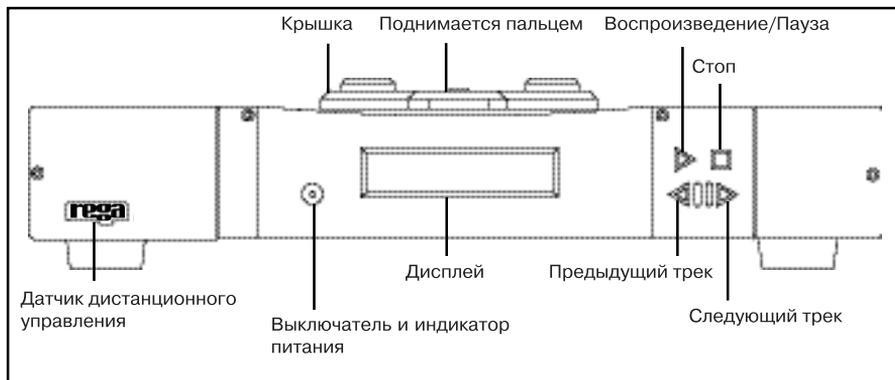 Крышка
Поднимается пальцем
Воспроизведение/Пауза
Стоп
rega
Дисплей
Предыдущий трек
Датчик дистанционного
управления
Выключатель и индикатор
питания
Следующий трек